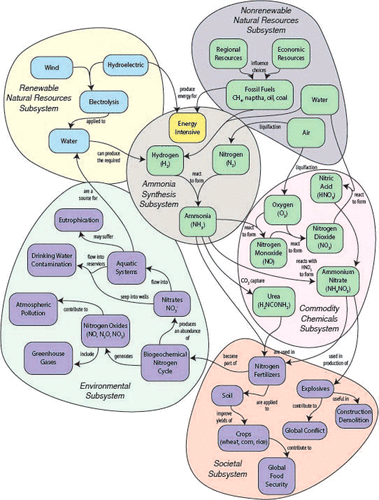 Nonrenewable
Natural Resources
Subsystem
Regional
Resources
Economic
Resources
influence
choices
Fossil Fuels
CH4, naptha, oil, coal
Water
Air
liquifaction
liquifaction
Wind
Hydroelectric
Renewable
Natural Resources
Subsystem
Electrolysis
applied to
Water
produce
energy for
Energy
Intensive
can produce
the required
Hydrogen
(H2)
Nitrogen
(N2)
react to
form
Ammonia
Synthesis
Subsystem
Ammonia
(NH3)
Nitric
Acid
(HNO3)
Oxygen
(O2)
react
to form
react
to form
Nitrogen
Dioxide
(NO2)
Nitrogen
Monoxide
(NO)
react
to form
reacts with
HNO3
to form
Ammonium
Nitrate
(NH4NO3)
CO2 capture
Urea
(H2NCONH2)
Commodity
Chemicals
Subsystem
are a
source for
Eutrophication
may suffer
Drinking Water
Contamination
flow into
reservoirs
Aquatic
Systems
flow into
seep into wells
Nitrates
NO3-
Atmospheric
Pollution
contribute to
Nitrogen Oxides
(NO, N2O, NO2)
produces
an abundance
of
Greenhouse
Gases
include
generates
Biogeochemical
Nitrogen
Cycle
Environmental
Subsystem
become
part of
are used in
used in
production of
Nitrogen
Fertilizers
Soil
are applied
to
Explosives
contribute to
useful in
improve
yields of
Global Conflict
Construction
Demolition
Crops
(wheat, corn, rice)
contribute to
Global
Food
Security
Societal Subsystem